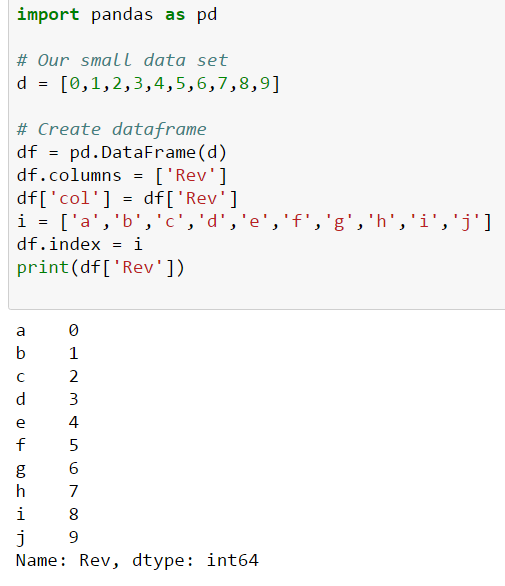 import pandas as pd
# Our small data set
d = [0,1,2,3,4,5,6,7,8,9]
# Create dataframe
df = pd.DataFrame(d)
df.columns = ['Rev']
df['col'] = df['Rev']
i = ['a','b','c','d','e','f','g','h','i','j']
df.index = i
print(df['Rev'])
a    0
b    1
c    2
d    3
e    4
f    5
g    6
h    7
i    8
j    9
Name: Rev, dtype: int64